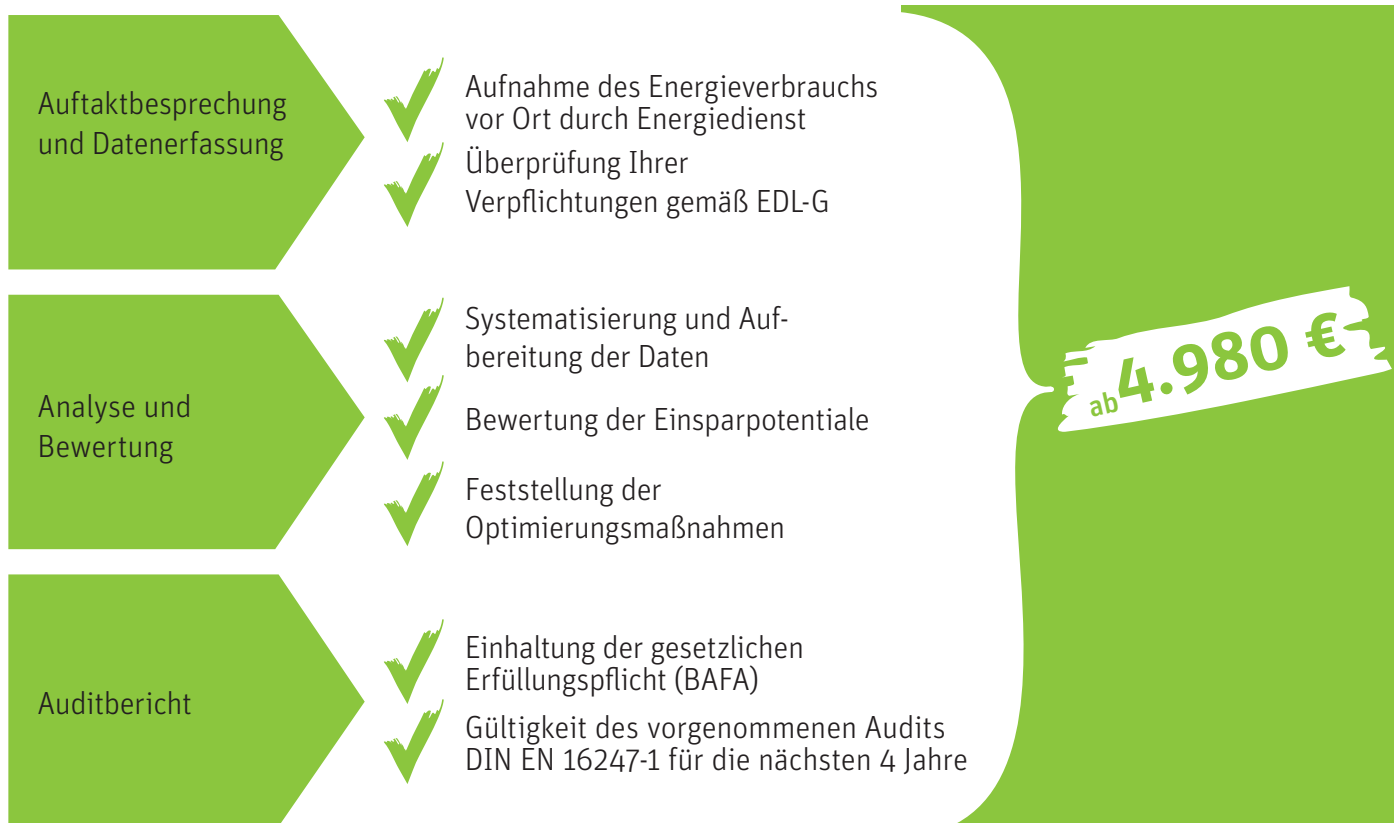 Auftaktbesprechung
und Datenerfassung
Aufnahme des Energieverbrauchs
vor Ort durch Energiedienst
Überprüfung Ihrer
Verpflichtungen gemäß EDL-G
Analyse und
Bewertung
Systematisierung und Auf-
bereitung der Daten
Bewertung der Einsparpotentiale
Feststellung der
Optimierungsmaßnahmen
Auditbericht
Einhaltung der gesetzlichen
Erfüllungspflicht (BAFA)
Gültigkeit des vorgenommenen Audits
DIN EN 16247-1 für die nächsten 4 Jahre
ab 4.980 €